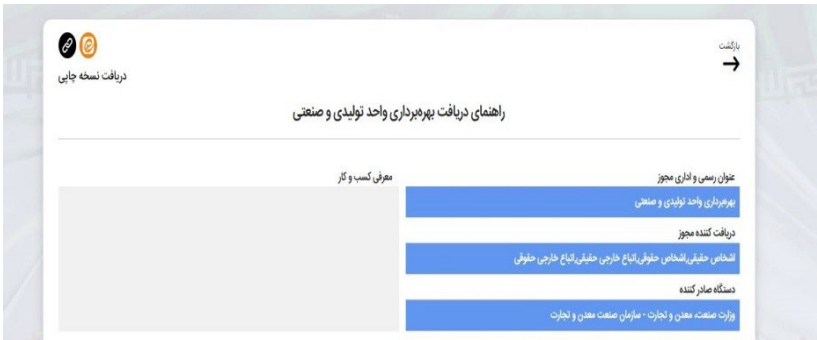 بازگشت
دریافت نسخه چاپی
راهنمای دریافت بهره‌برداری واحد تولیدی و صنعتی
عنوان رسمی و اداری مجوز
بهره‌برداری واحد تولیدی و صنعتی
دریافت کننده مجوز
اشخاص حقیقی,اشخاص حقوقی,اتباع خارجی حقیقی,اتباع خارجی حقوقی
دستگاه صادر کننده
وزارت صنعت، معدن و تجارت - سازمان صنعت معدن و تجارت
معرفی کسب و کار